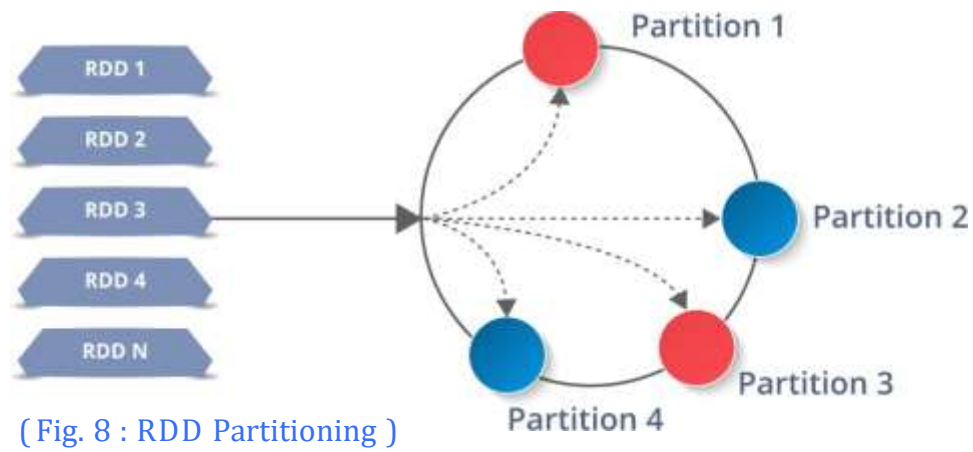 Partition 1
RDD 1
RDD 2
RDD 3
Partition 2
RDD 4
RDD N
Partition 3
Partition 4
( Fig. 8 : RDD Partitioning )